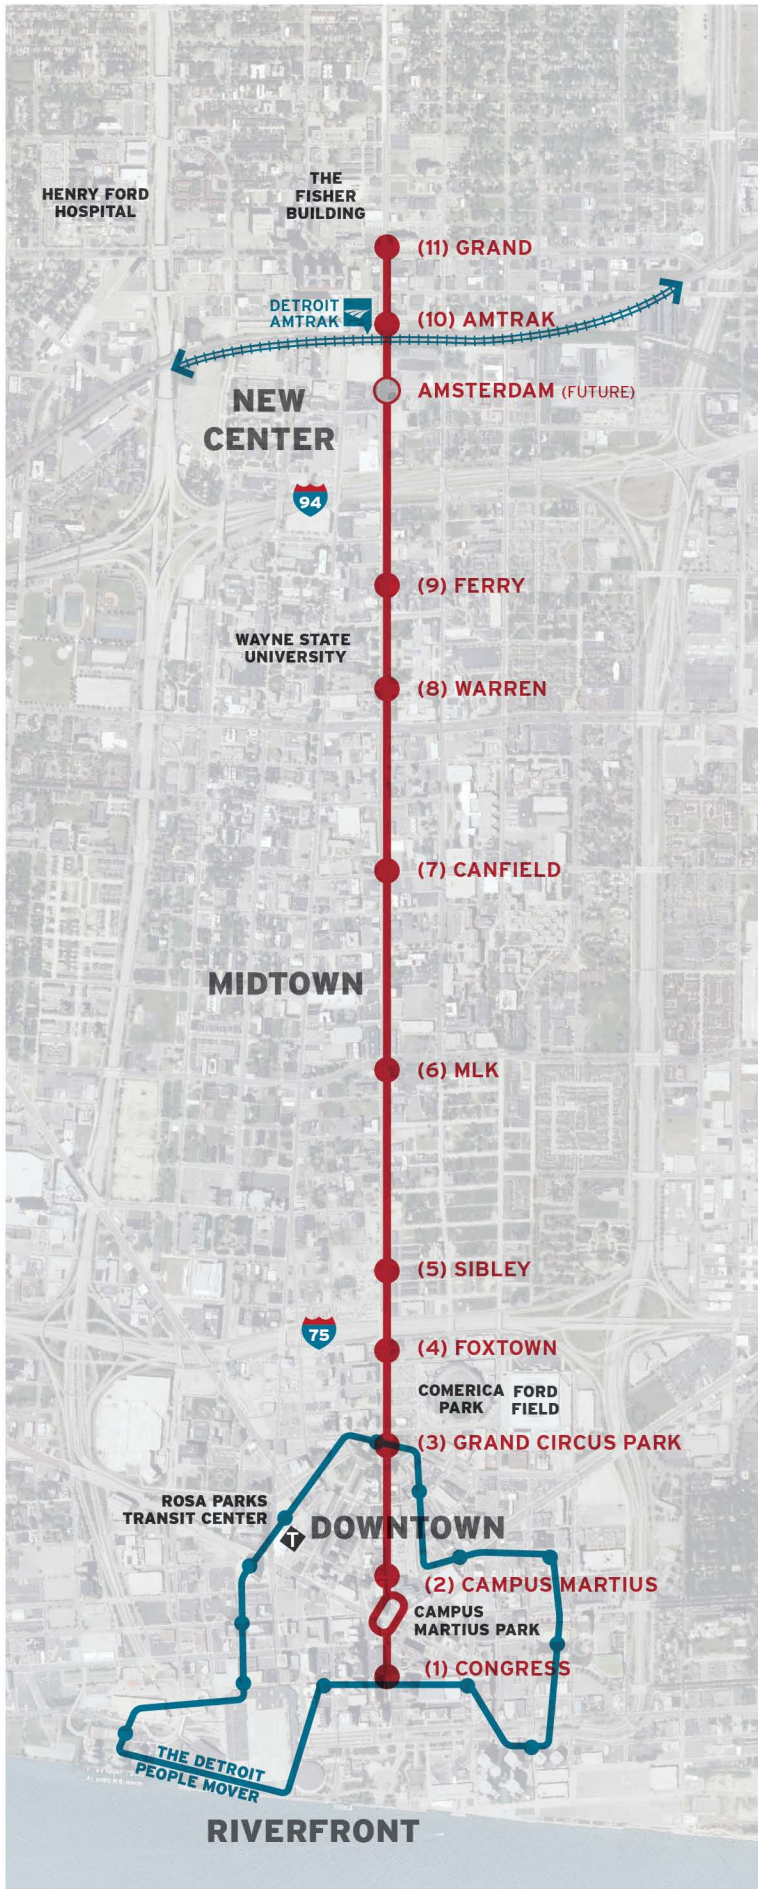 THE
FISHER
BUILDING
HENRY FORD
HOSPITAL
(11) GRAND
DETROIT
AMTRAK
(10) AMTRAK
AMSTERDAM (FUTURE)
NEW
CENTER
94
(9) FERRY
WAYNE STATE
UNIVERSITY
(8) WARREN
(7) CANFIELD
MIDTOWN
(6) MLK
(5) SIBLEY
75
(4) FOXTOWN
COMERICA
PARK
FORD
FIELD
(3) GRAND CIRCUS PARK
ROSA PARKS
TRANSIT CENTER
T
DOWNTOWN
(2) CAMPUS MARTIUS
CAMPUS
MARTIUS PARK
(1) CONGRESS
THE DETROIT
PEOPLE MOVER
RIVERFRONT